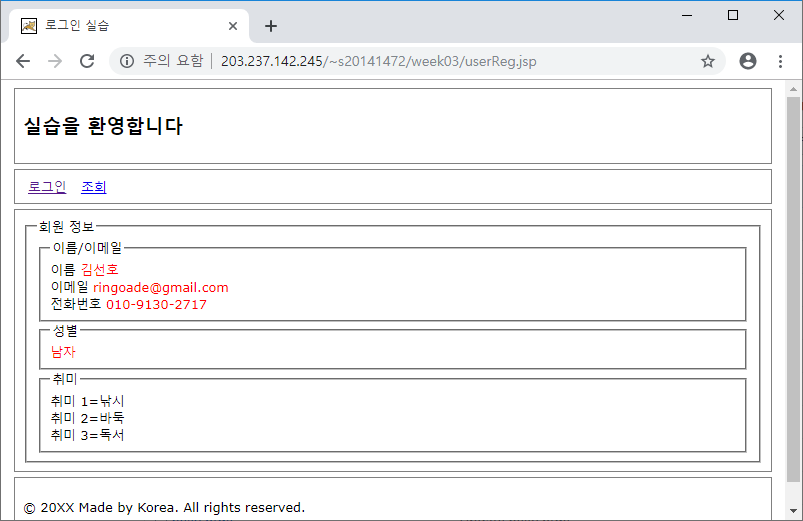 로그인 실습
주의 요함 | 203.237.142.245/~s20141472/week03/userReg.jsp
실습을 환영합니다
로그인 조회
회원 정보
이름/이메일
이름 김선호
이메일 ringoade@gmail.com
전화번호 010-9130-2717
성별
남자
취미
취미 1=낚시
취미 2=바둑
취미 3=독서
© 20XX Made by Korea. All rights reserved.